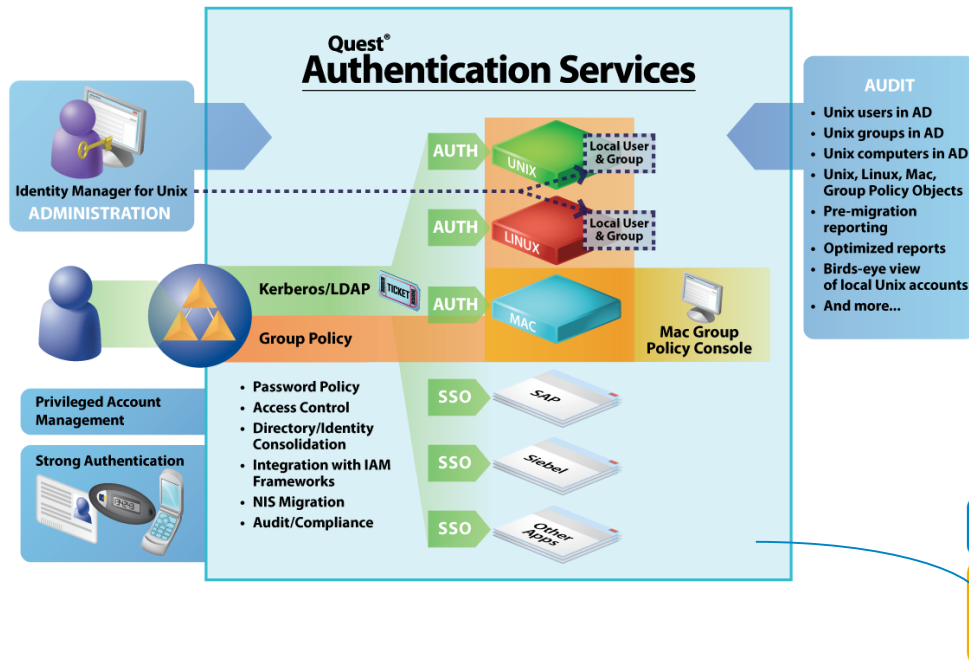 Quest®
Authentication Services
Identity Manager for Unix
ADMINISTRATION
AUTH
UNIX
Local User
& Group
AUTH
LINUX
Local User
& Group
Kerberos/LDAP
TICKET
AUTH
MAC
Group Policy
Mac Group
Policy Console
• Password Policy
• Access Control
• Directory/Identity
Consolidation
• Integration with IAM
Frameworks
• NIS Migration
• Audit/Compliance
SSO
SAP
SSO
Siebel
SSO
Other
Apps
Privileged Account
Management
Strong Authentication
AUDIT
• Unix users in AD
• Unix groups in AD
• Unix computers in AD
• Unix, Linux, Mac,
Group Policy Objects
• Pre-migration
reporting
• Optimized reports
• Birds-eye view
of local Unix accounts
• And more...